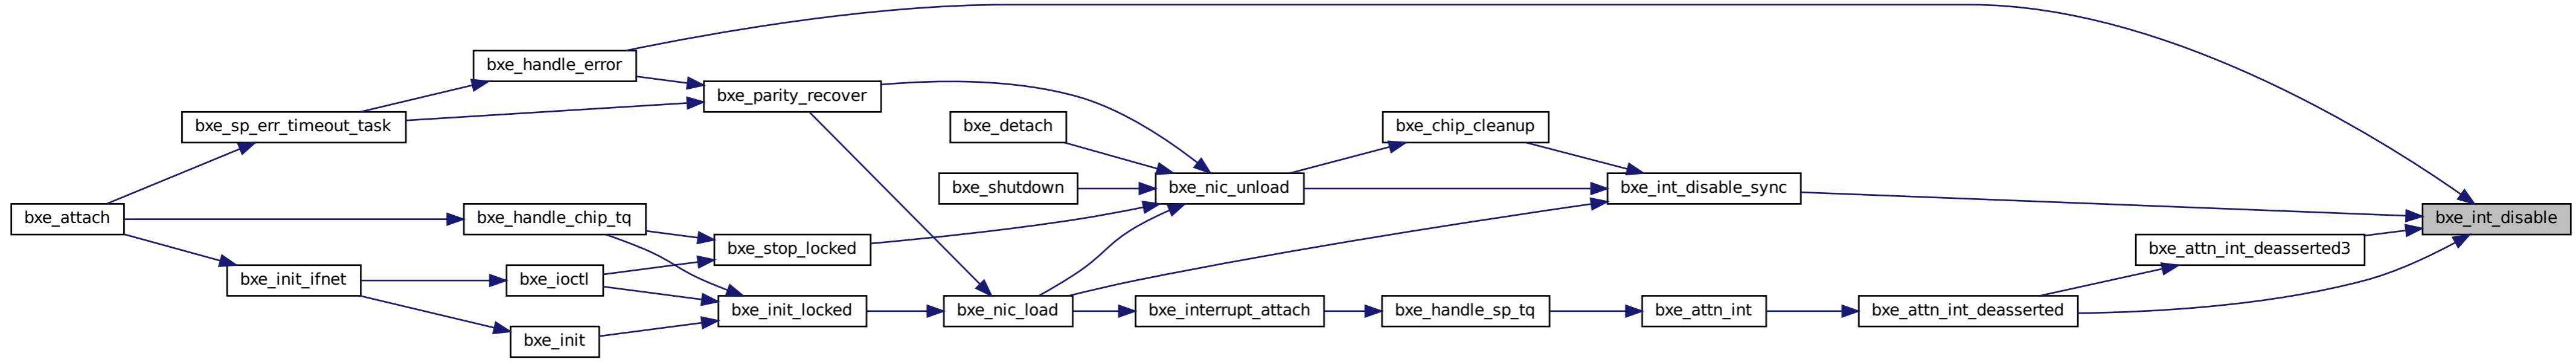 bxe_handle_error
bxe_parity_recover
bxe_sp_err_timeout_task
bxe_detach
bxe_chip_cleanup
bxe_shutdown
bxe_nic_unload
bxe_int_disable_sync
bxe_attach
bxe_handle_chip_tq
bxe_int_disable
bxe_stop_locked
bxe_attn_int_deasserted3
bxe_init_ifnet
bxe_ioctl
bxe_init_locked
bxe_nic_load
bxe_interrupt_attach
bxe_handle_sp_tq
bxe_attn_int
bxe_attn_int_deasserted
bxe_init